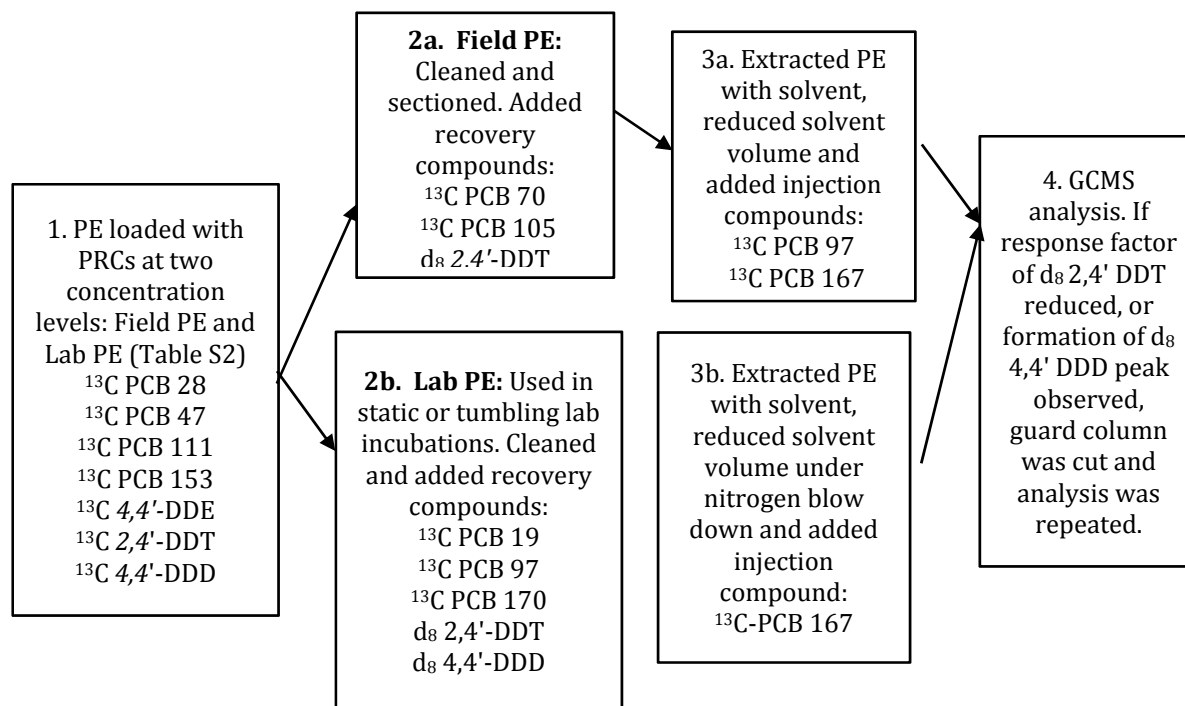 1. PE loaded with
PRCs at two
concentration
levels: Field PE and
Lab PE (Table S2)
¹³C PCB 28
¹³C PCB 47
¹³C PCB 111
¹³C PCB 153
¹³C 4,4'-DDE
¹³C 2,4'-DDT
¹³C 4,4'-DDD
2a. Field PE:
Cleaned and
sectioned. Added
recovery
compounds:
¹³C PCB 70
¹³C PCB 105
d₈ 2,4'-DDT
2b. Lab PE: Used in
static or tumbling lab
incubations. Cleaned
and added recovery
compounds:
¹³C PCB 19
¹³C PCB 97
¹³C PCB 170
d₈ 2,4'-DDT
d₈ 4,4'-DDD
3a. Extracted PE
with solvent,
reduced solvent
volume and
added injection
compounds:
¹³C PCB 97
¹³C PCB 167
3b. Extracted PE
with solvent,
reduced solvent
volume under
nitrogen blow
down and added
injection
compound:
¹³C-PCB 167
4. GCMS
analysis. If
response factor
of d₈ 2,4' DDT
reduced, or
formation of d₈
4,4' DDD peak
observed,
guard column
was cut and
analysis was
repeated.